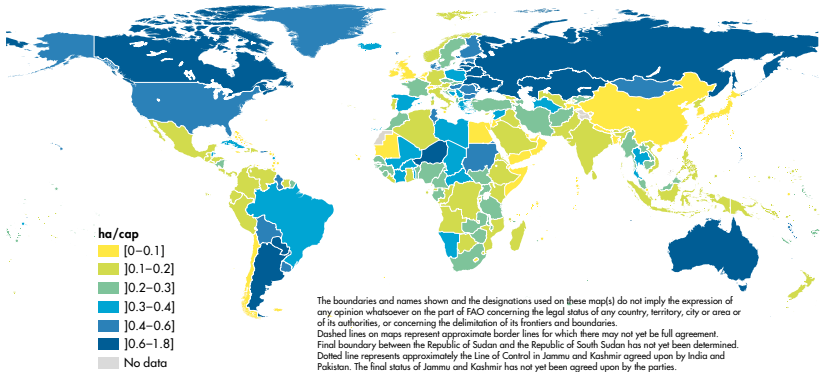 ha/cap
[0–0.1]
]0.1–0.2]
]0.2–0.3]
]0.3–0.4]
]0.4–0.6]
]0.6–1.8]
No data
The boundaries and names shown and the designations used on these map(s) do not imply the expression of
any opinion whatsoever on the part of FAO concerning the legal status of any country, territory, city or area or
of its authorities, or concerning the delimitation of its frontiers and boundaries.
Dashed lines on maps represent approximate border lines for which there may not yet be full agreement.
Final boundary between the Republic of Sudan and the Republic of South Sudan has not yet been determined.
Dotted line represents approximately the Line of Control in Jammu and Kashmir agreed upon by India and
Pakistan. The final status of Jammu and Kashmir has not yet been agreed upon by the parties.